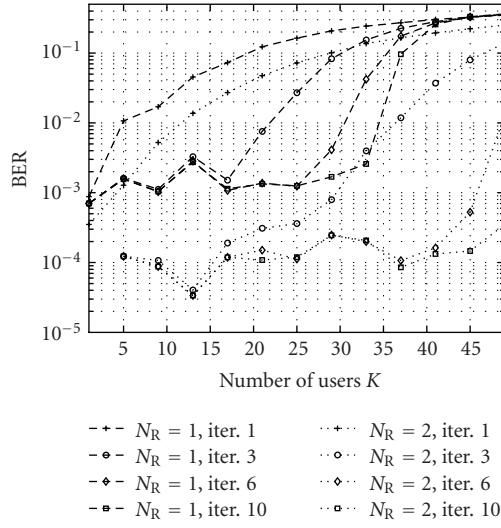 10⁻¹
10⁻²
10⁻³
10⁻⁴
10⁻⁵
BER
5 10 15 20 25 30 35 40 45
Number of users K
N_R = 1, iter. 1
N_R = 1, iter. 3
N_R = 1, iter. 6
N_R = 1, iter. 10
N_R = 2, iter. 1
N_R = 2, iter. 3
N_R = 2, iter. 6
N_R = 2, iter. 10